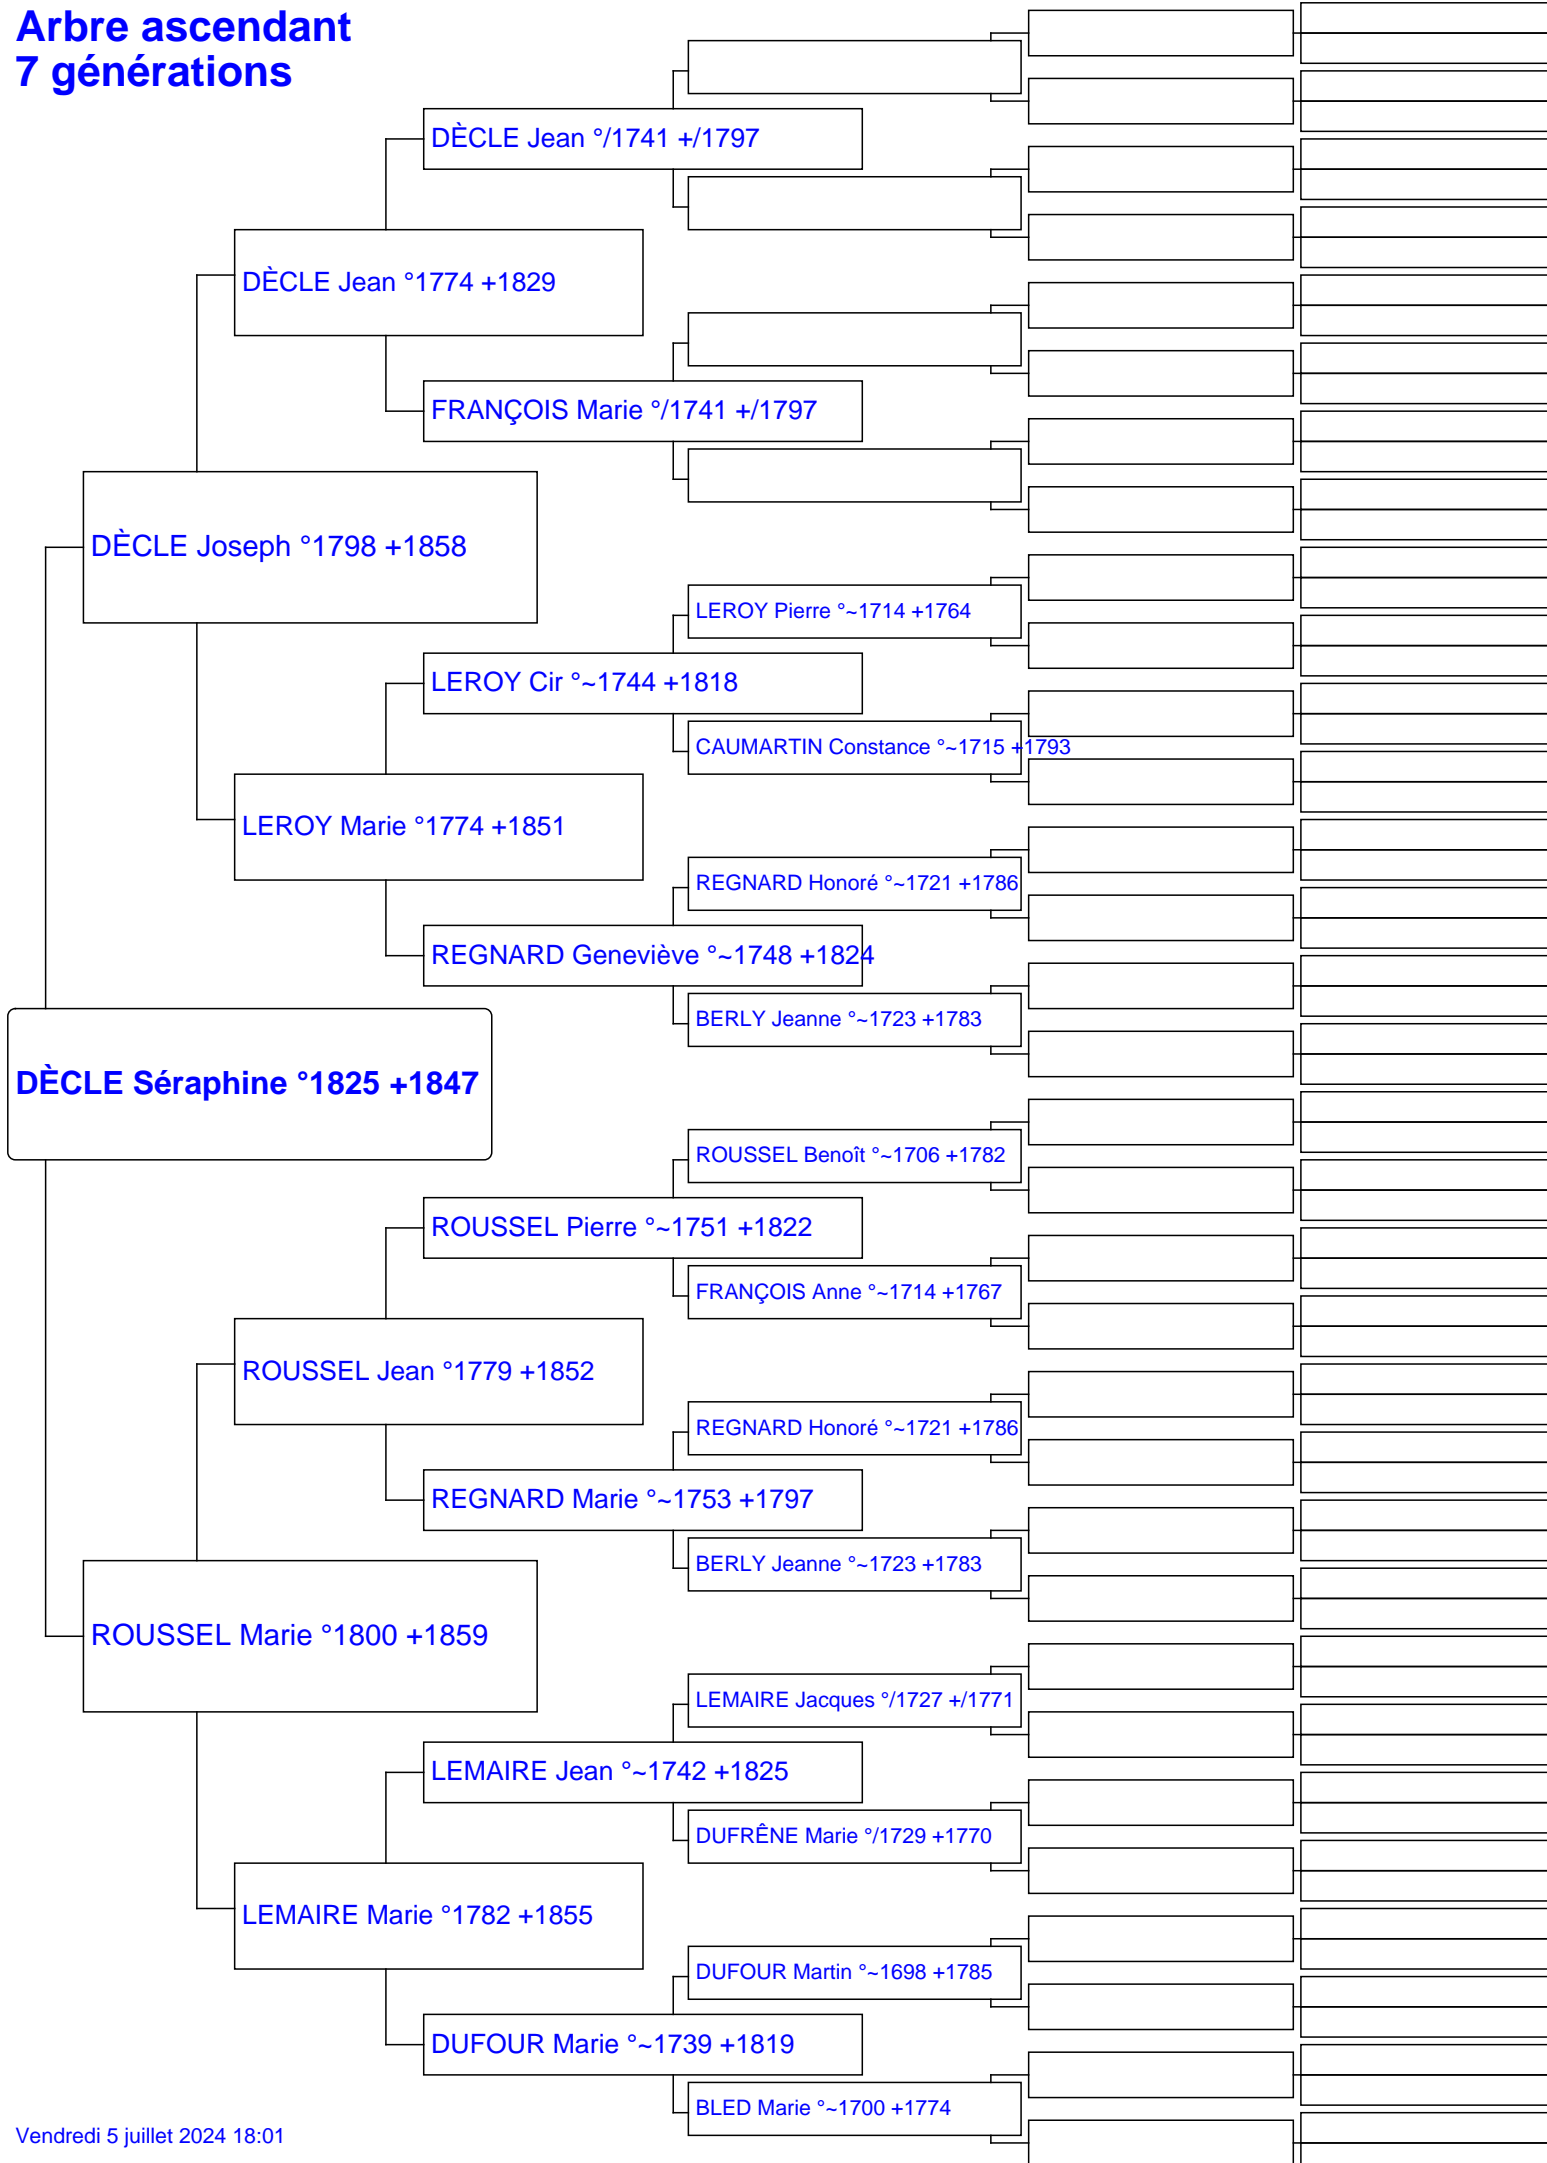 Arbre ascendant
7 générations
DÈCLE Jean °/1741 +/1797
DÈCLE Jean °1774 +1829
FRANÇOIS Marie °/1741 +/1797
DÈCLE Joseph °1798 +1858
LEROY Pierre °~1714 +1764
LEROY Cir °~1744 +1818
CAUMARTIN Constance °~1715 +1793
LEROY Marie °1774 +1851
REGNARD Honoré °~1721 +1786
REGNARD Geneviève °~1748 +1824
BERLY Jeanne °~1723 +1783
DÈCLE Séraphine °1825 +1847
ROUSSEL Benoît °~1706 +1782
ROUSSEL Pierre °~1751 +1822
FRANÇOIS Anne °~1714 +1767
ROUSSEL Jean °1779 +1852
REGNARD Honoré °~1721 +1786
REGNARD Marie °~1753 +1797
BERLY Jeanne °~1723 +1783
ROUSSEL Marie °1800 +1859
LEMAIRE Jacques °/1727 +/1771
LEMAIRE Jean °~1742 +1825
DUFRÊNE Marie °/1729 +1770
LEMAIRE Marie °1782 +1855
DUFOUR Martin °~1698 +1785
DUFOUR Marie °~1739 +1819
BLED Marie °~1700 +1774
Vendredi 5 juillet 2024 18:01